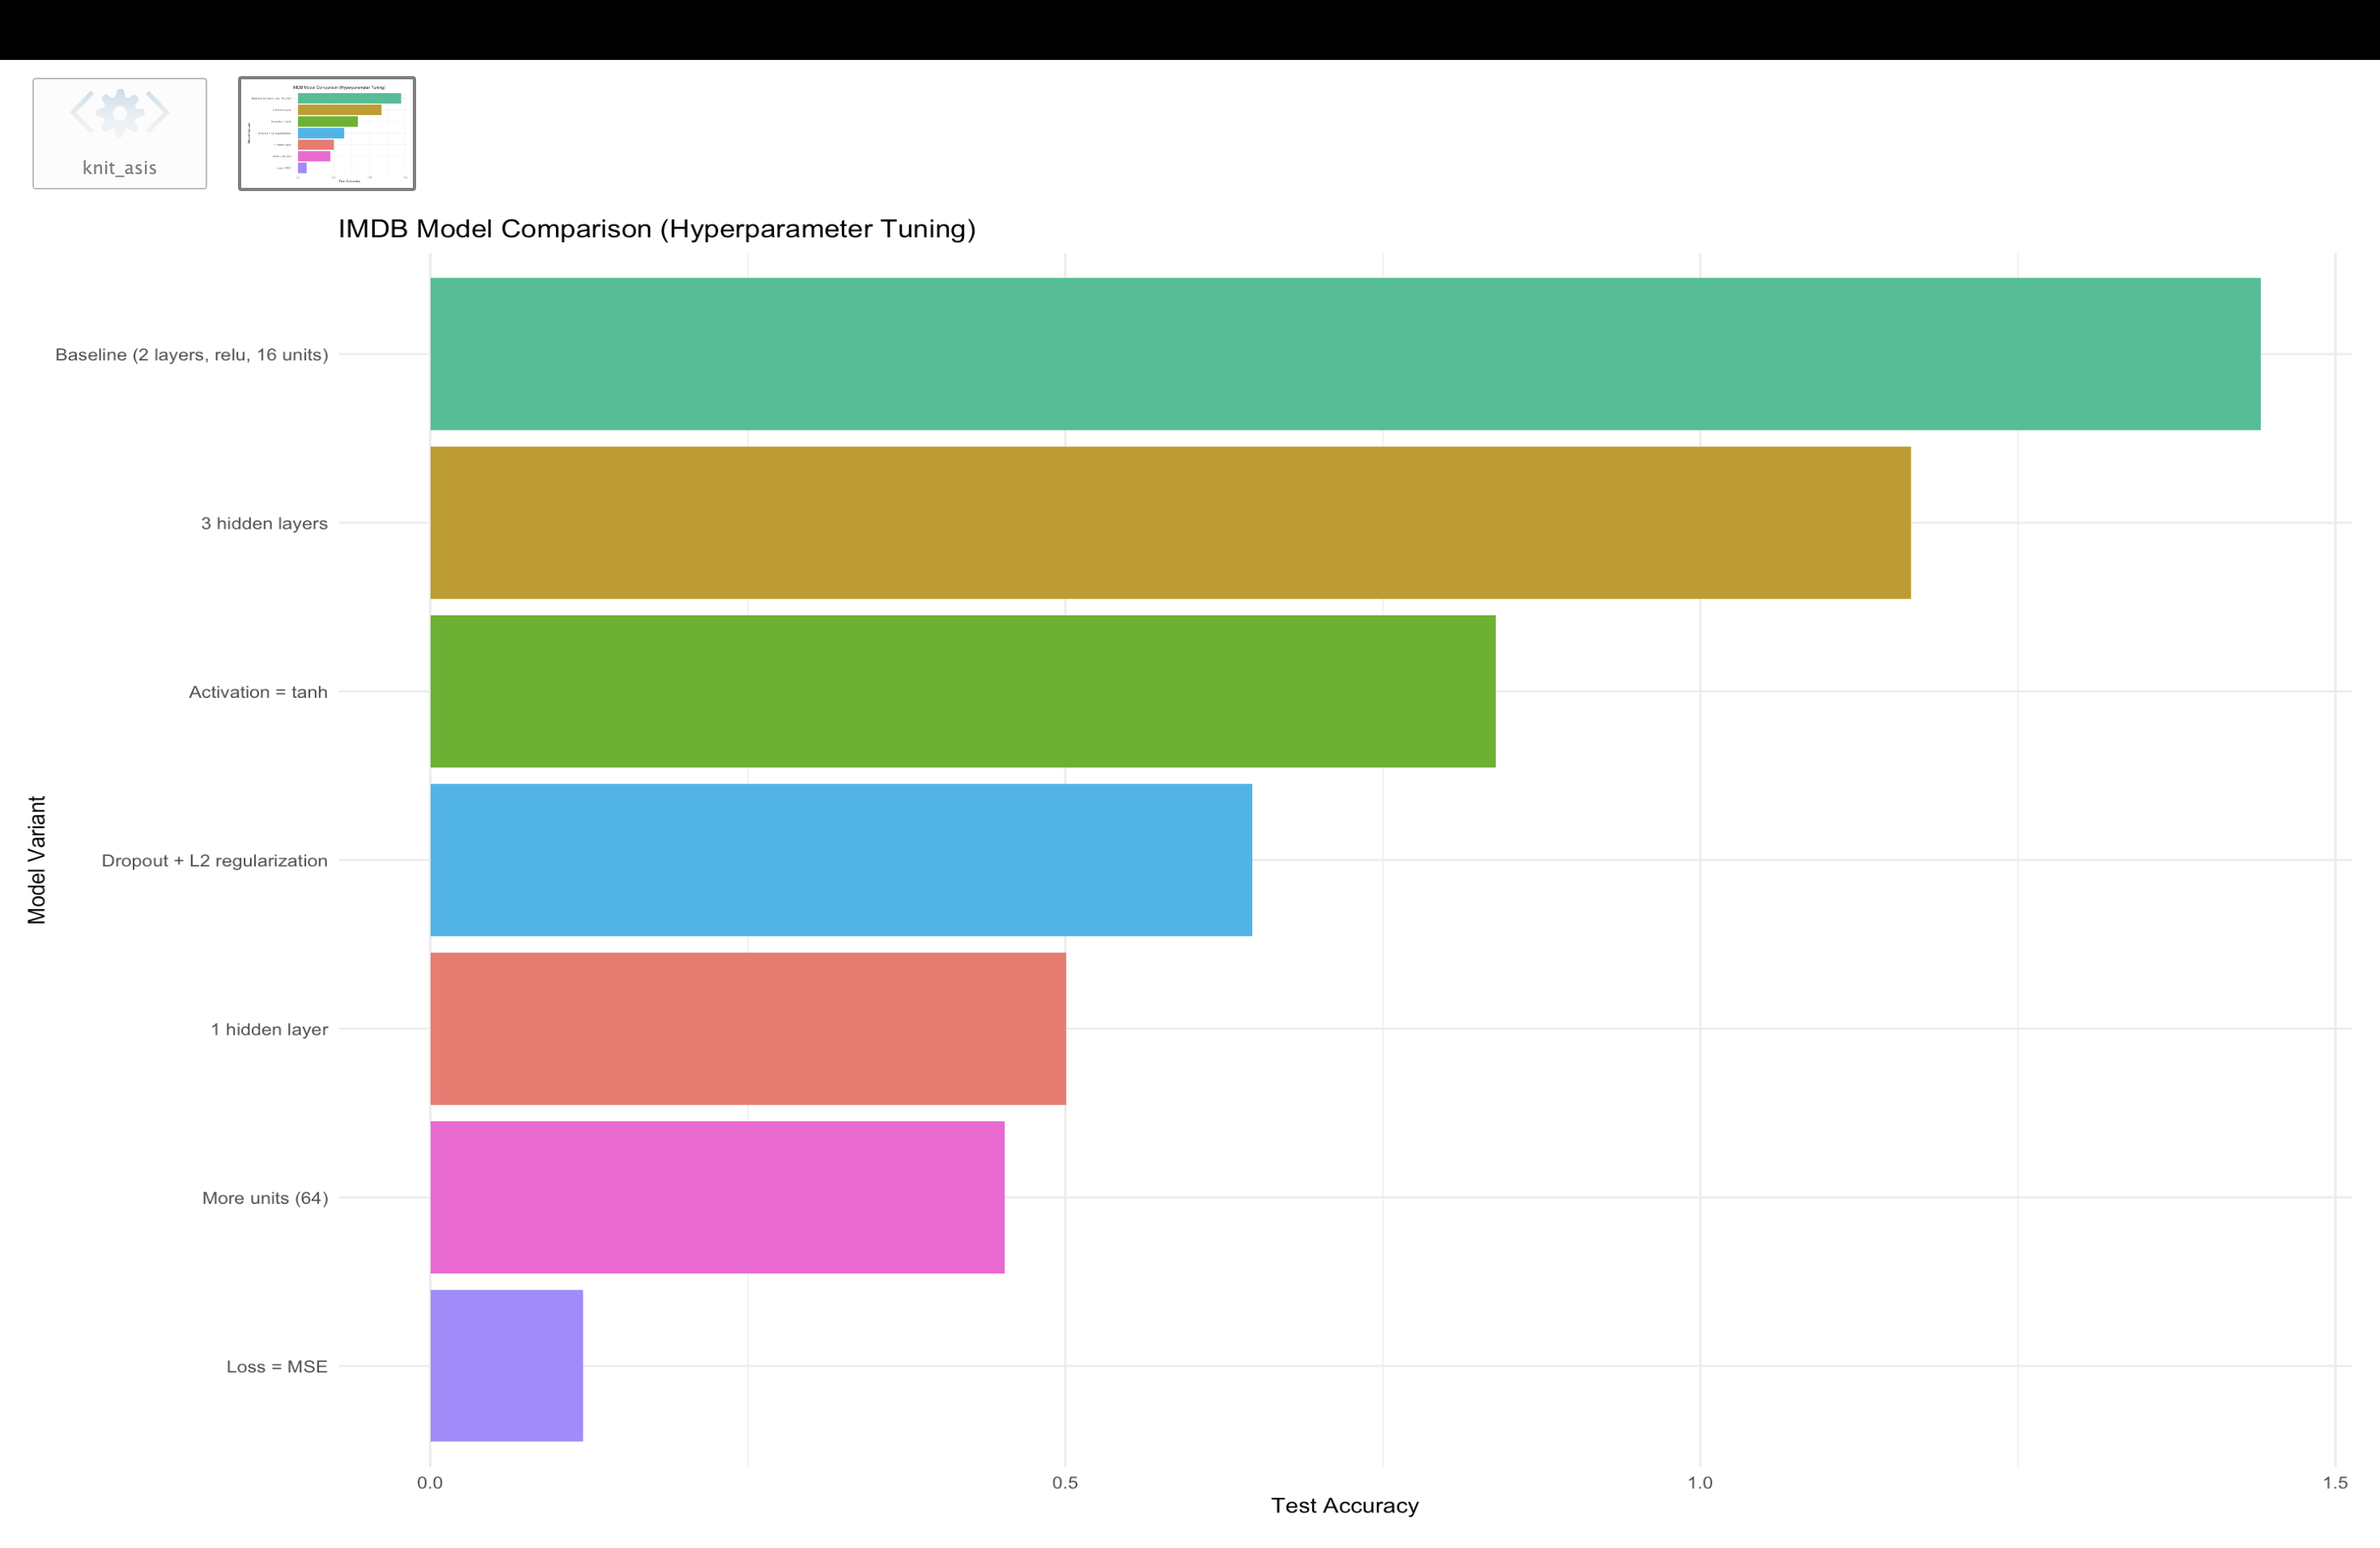 knit_asis
IMDB Model Comparison (Hyperparameter Tuning)
Baseline (2 layers, relu, 16 units)
3 hidden layers
Activation = tanh
Dropout + L2 regularization
1 hidden layer
More units (64)
Loss = MSE
Model Variant
0.0 0.5 1.0 1.5
Test Accuracy